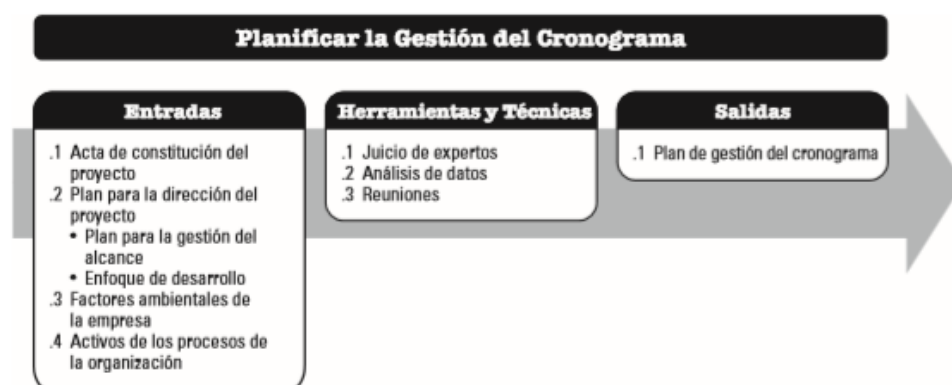 Planificar la Gestión del Cronograma
Entradas
.1 Acta de constitución del
proyecto
.2 Plan para la dirección del
proyecto
• Plan para la gestión del
alcance
• Enfoque de desarrollo
.3 Factores ambientales de
la empresa
.4 Activos de los procesos de
la organización
Herramientas y Técnicas
.1 Juicio de expertos
.2 Análisis de datos
.3 Reuniones
Salidas
.1 Plan de gestión del cronograma